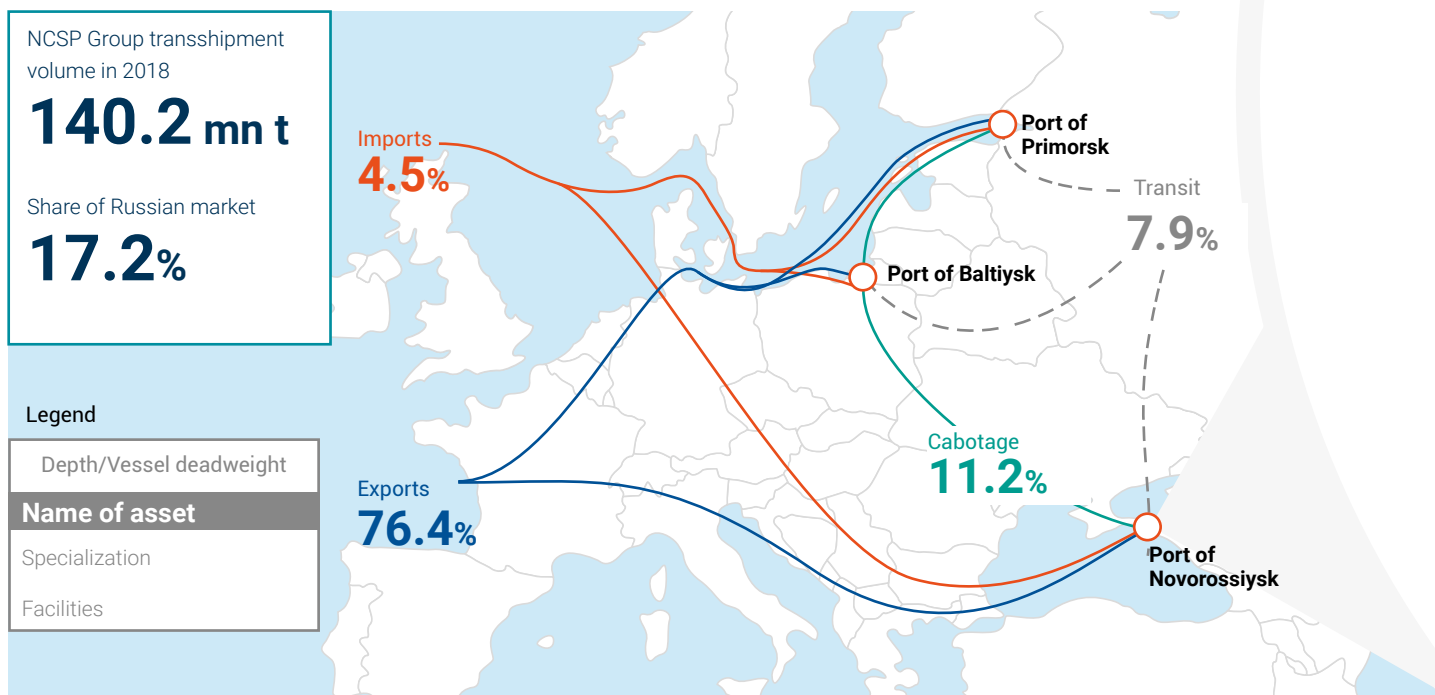 NCSP Group transshipment
volume in 2018
140.2 mn t
Share of Russian market
17.2%
Imports
4.5%
Port of
Primorsk
Transit
7.9%
Port of Baltiysk
Legend
Depth/Vessel deadweight
Name of asset
Specialization
Facilities
Cabotage
11.2%
Exports
76.4%
Port of
Novorossiysk